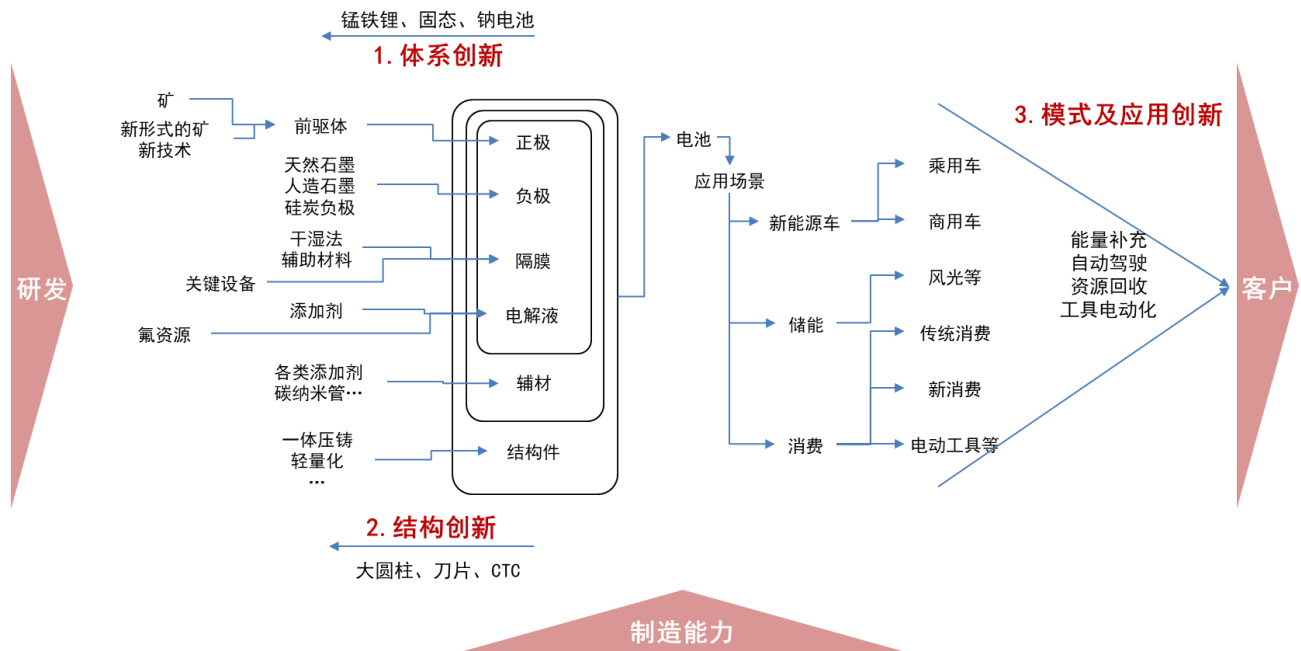 锰铁锂、固态、钠电池
1.体系创新
矿
新形式的矿
新技术
前驱体
正极
天然石墨
人造石墨
硅炭负极
负极
干湿法
辅助材料
关键设备
隔膜
添加剂
氟资源
电解液
各类添加剂
碳纳米管…
辅材
一体压铸
轻量化
…
结构件
2.结构创新
大圆柱、刀片、CTC
研发
电池
应用场景
新能源车
乘用车
商用车
储能
风光等
消费
传统消费
新消费
电动工具等
3.模式及应用创新
能量补充
自动驾驶
资源回收
工具电动化
客户
制造能力